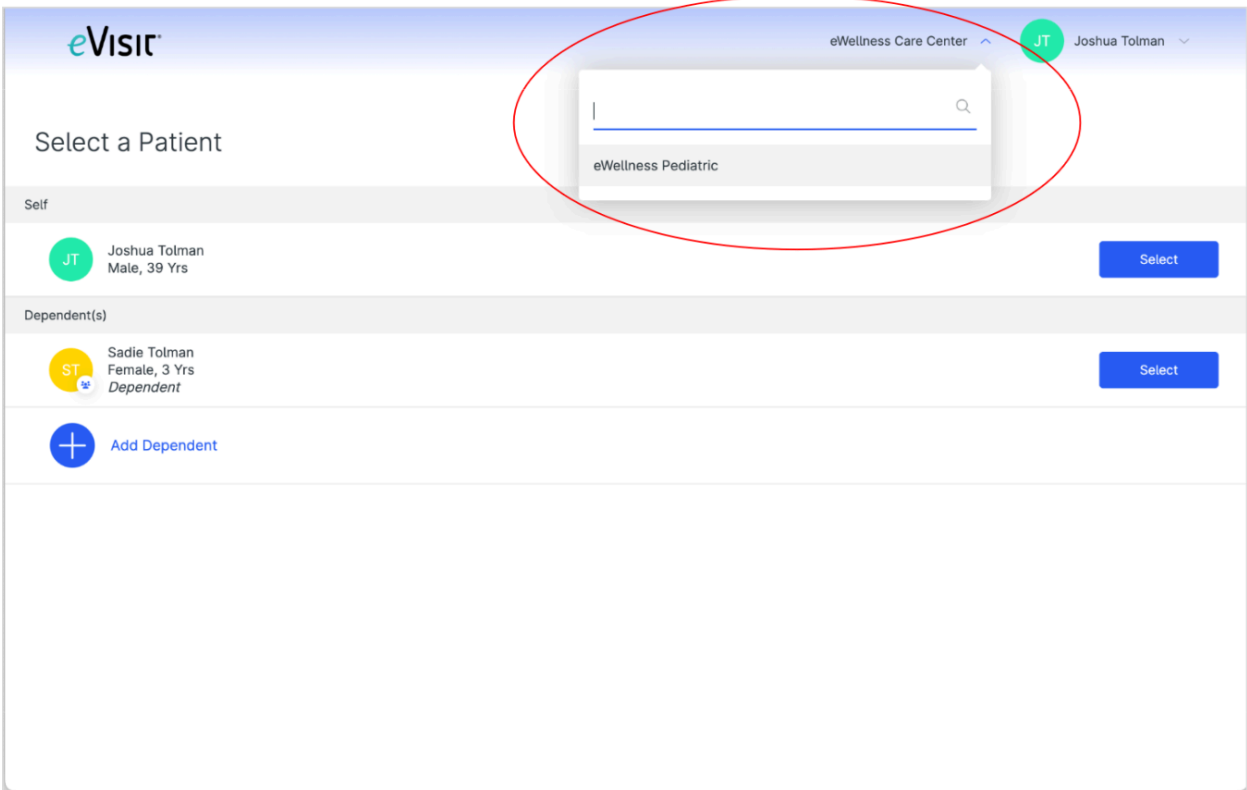 eVisit
eWellness Care Center
JT
Joshua Tolman
eWellness Pediatric
Select a Patient
Self
JT
Joshua Tolman
Male, 39 Yrs
Select
Dependent(s)
ST
Sadie Tolman
Female, 3 Yrs
Dependent
Select
Add Dependent